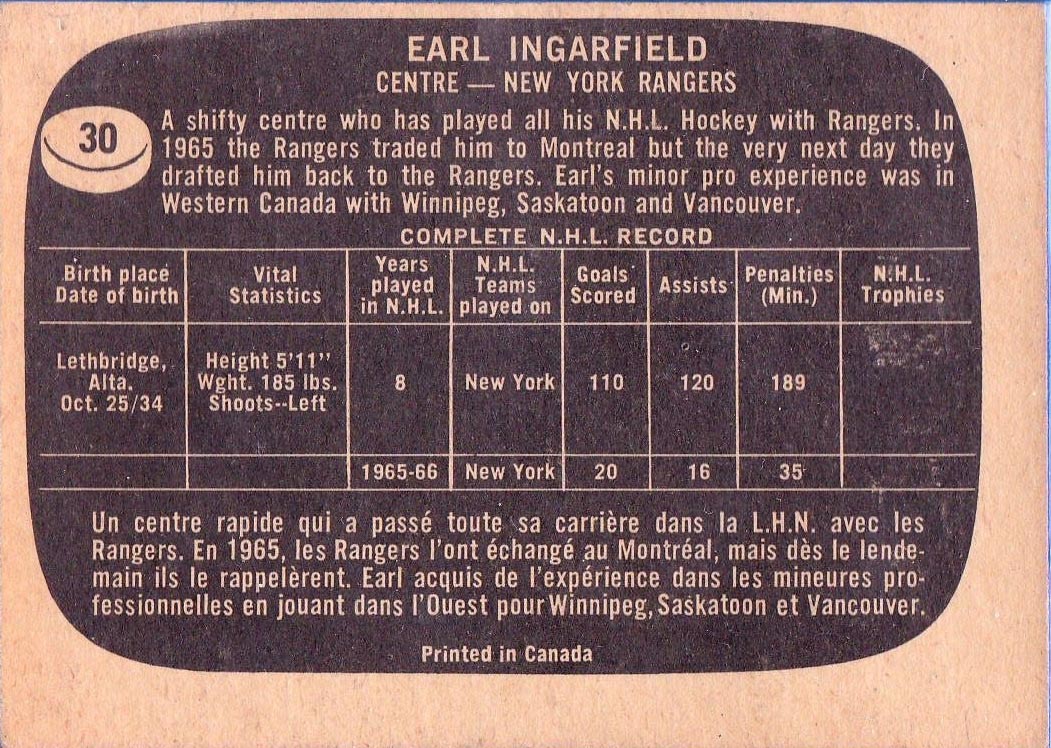 EARL INGARFIELD
CENTRE — NEW YORK RANGERS
30
A shifty centre who has played all his N.H.L. Hockey with Rangers. In
1965 the Rangers traded him to Montreal but the very next day they
drafted him back to the Rangers. Earl's minor pro experience was in
Western Canada with Winnipeg, Saskatoon and Vancouver.
COMPLETE N.H.L. RECORD
Birth place
Date of birth
Vital
Statistics
Years
played
in N.H.L.
N.H.L.
Teams
played on
Goals
Scored
Assists
Penalties
(Min.)
N.H.L.
Trophies
Lethbridge,
Alta.
Oct. 25/34
Height 5'11''
Wght. 185 lbs.
Shoots--Left
8
New York
110
120
189
1965-66
New York
20
16
35
Un centre rapide qui a passé toute sa carrière dans la L.H.N. avec les
Rangers. En 1965, les Rangers l'ont échangé au Montréal, mais dès le lende-
main ils le rappelèrent. Earl acquis de l'expérience dans les mineures pro-
fessionnelles en jouant dans l'Ouest pour Winnipeg, Saskatoon et Vancouver.
Printed in Canada